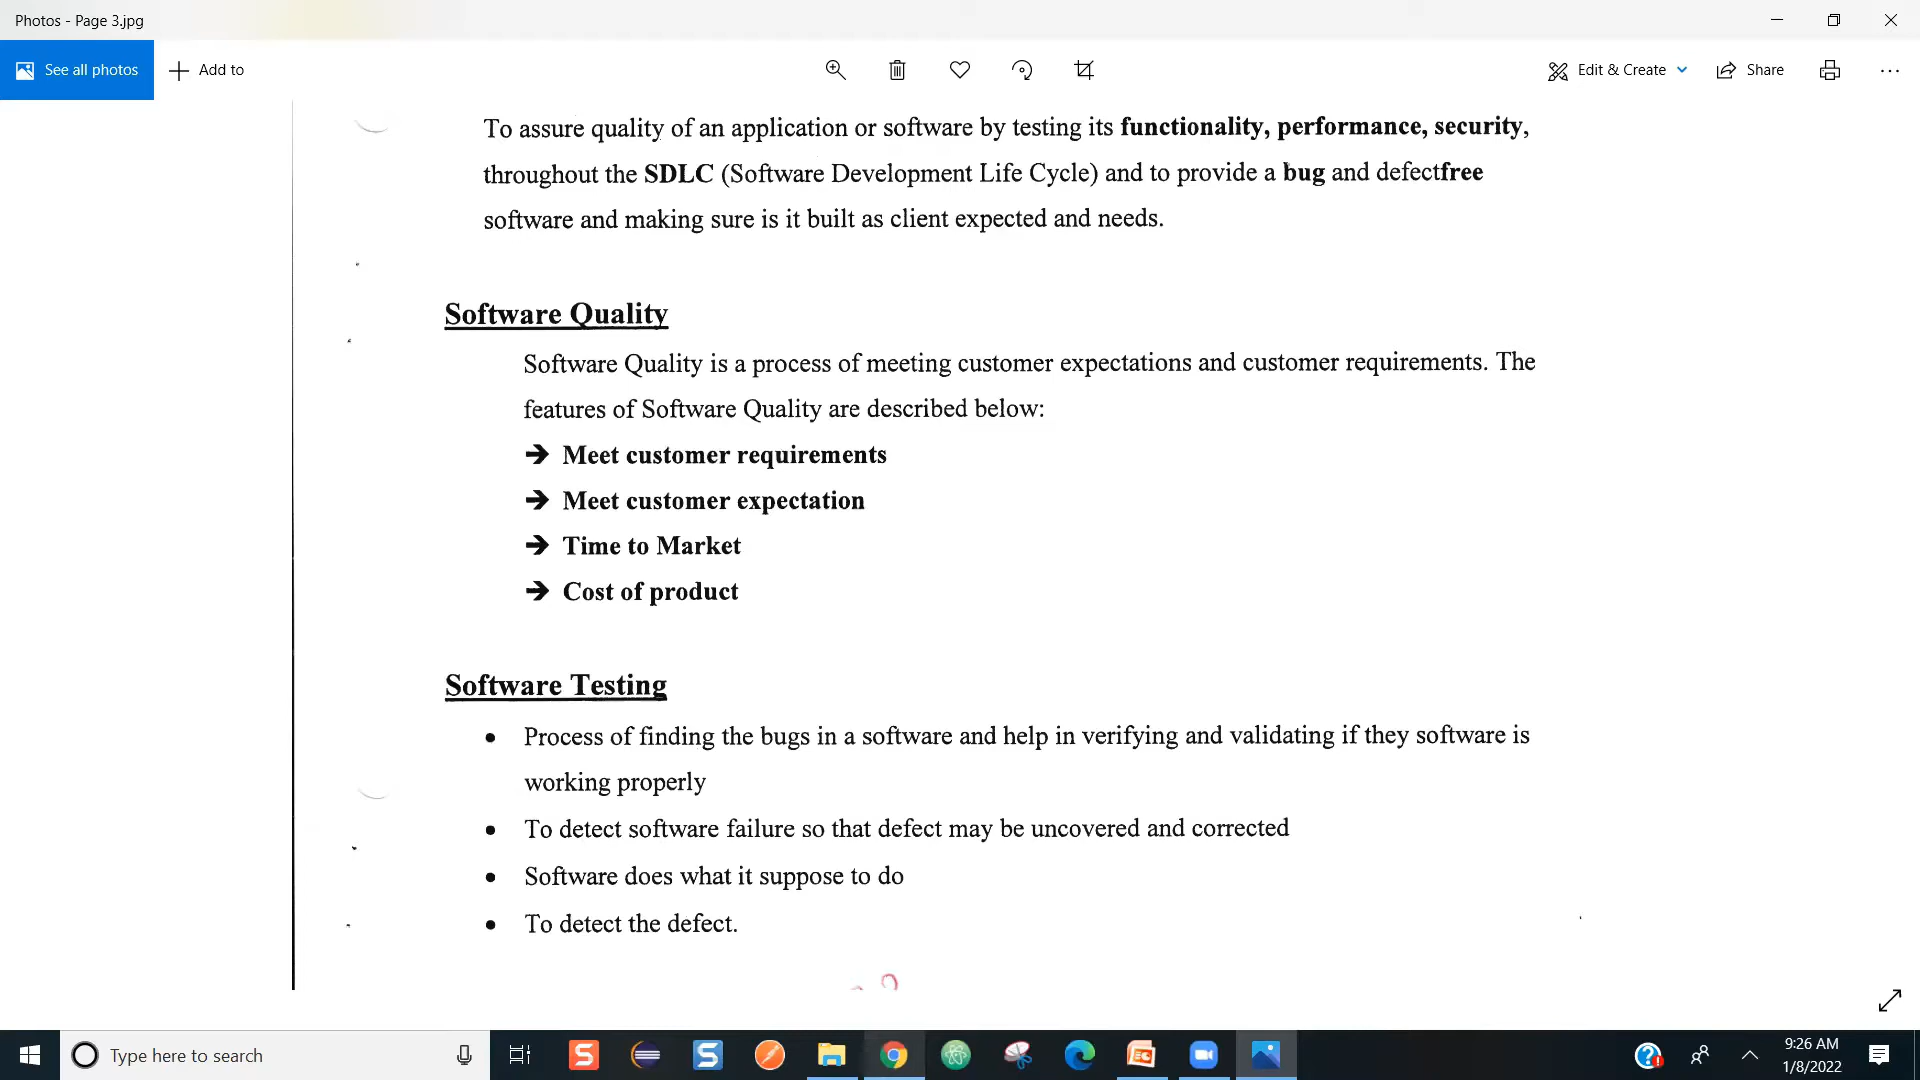 Photos - Page 3.jpg
See all photos
Add to
Edit & Create
Share
To assure quality of an application or software by testing its functionality, performance, security,
throughout the SDLC (Software Development Life Cycle) and to provide a bug and defectfree
software and making sure is it built as client expected and needs.
Software Quality
Software Quality is a process of meeting customer expectations and customer requirements. The
features of Software Quality are described below:
➔ Meet customer requirements
➔ Meet customer expectation
➔ Time to Market
➔ Cost of product
Software Testing
• Process of finding the bugs in a software and help in verifying and validating if they software is
working properly
• To detect software failure so that defect may be uncovered and corrected
• Software does what it suppose to do
• To detect the defect.
Type here to search
9:26 AM
1/8/2022